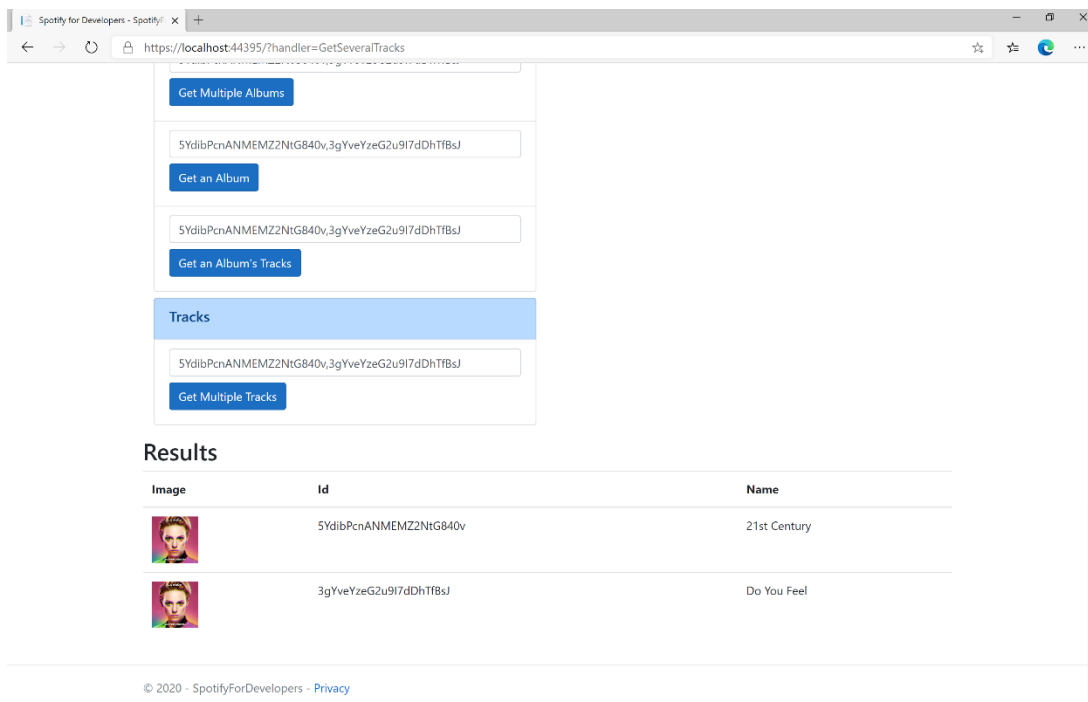 Spotify for Developers - Spotify
https://localhost:44395/?handler=GetSeveralTracks
Get Multiple Albums
5YdibPcnANMEMZ2NtG840v,3gYveYzeG2u9I7dDhTfBsJ
Get an Album
5YdibPcnANMEMZ2NtG840v,3gYveYzeG2u9I7dDhTfBsJ
Get an Album's Tracks
Tracks
5YdibPcnANMEMZ2NtG840v,3gYveYzeG2u9I7dDhTfBsJ
Get Multiple Tracks
Results
Image Id Name
5YdibPcnANMEMZ2NtG840v 21st Century
3gYveYzeG2u9I7dDhTfBsJ Do You Feel
© 2020 - SpotifyForDevelopers - Privacy